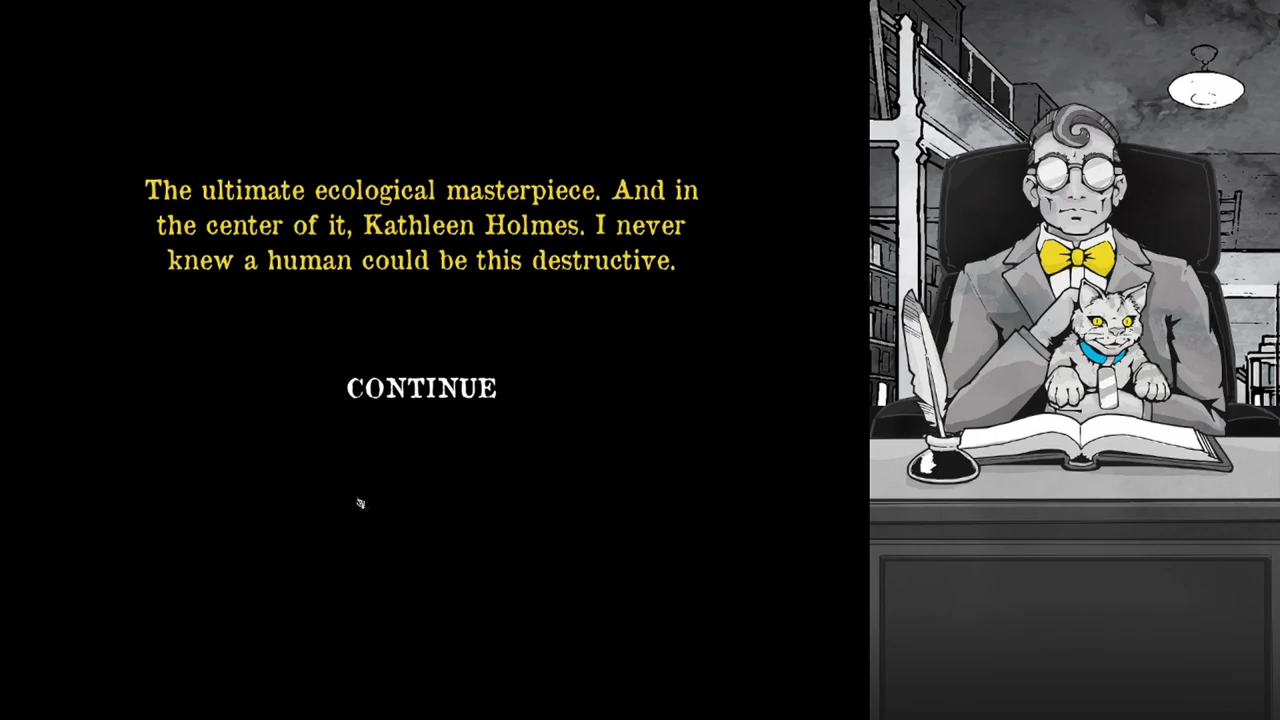 The ultimate ecological masterpiece. And in
the center of it, Kathleen Holmes. I never
knew a human could be this destructive.
CONTINUE